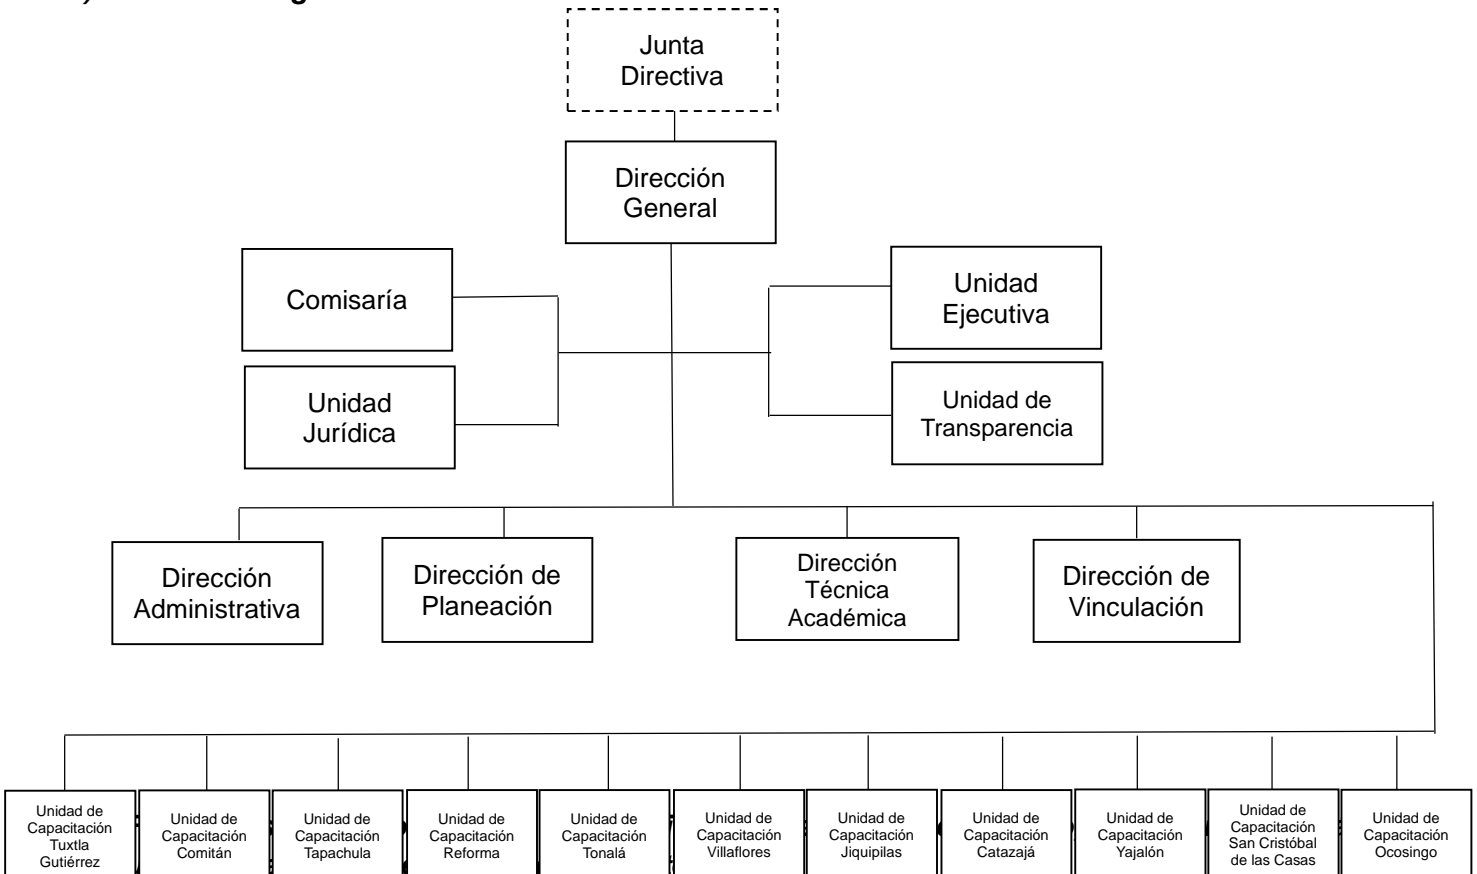 Junta
Directiva
Dirección
General
Comisaría
Unidad
Ejecutiva
Unidad
Jurídica
Unidad de
Transparencia
Dirección
Administrativa
Dirección de
Planeación
Dirección
Técnica
Académica
Dirección de
Vinculación
Unidad de
Capacitación
Tuxtla
Gutiérrez
Unidad de
Capacitación
Comitán
Unidad de
Capacitación
Tapachula
Unidad de
Capacitación
Reforma
Unidad de
Capacitación
Tonalá
Unidad de
Capacitación
Villaflores
Unidad de
Capacitación
Jiquipilas
Unidad de
Capacitación
Catazajá
Unidad de
Capacitación
Yajalón
Unidad de
Capacitación
San Cristóbal
de las Casas
Unidad de
Capacitación
Ocosingo